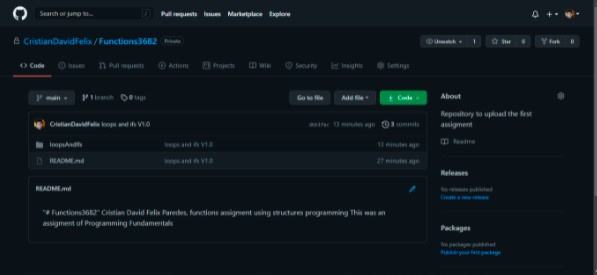 Search or jump to...
/
Pull requests
Issues
Marketplace
Explore
CristianDavidFelix / Functions3682
Private
Unwatch
1
Star
0
Fork
0
Code
Issues
Pull requests
Actions
Projects
Wiki
Security
Insights
Settings
main
1 branch
0 tags
Go to file
Add file
Code
CristianDavidFelix loops and ifs V1.0
13 minutes ago
3 commits
loopsAndIfs
loops and ifs V1.0
13 minutes ago
README.md
loops and ifs V1.0
27 minutes ago
README.md
"# Functions3682" Cristian David Felix Paredes, functions assigment using structures programming This was an
assigment of Programming Fundamentals
About
Repository to upload the first
assigment
Readme
Releases
No releases published
Create a new release
Packages
No packages published
Publish your first package